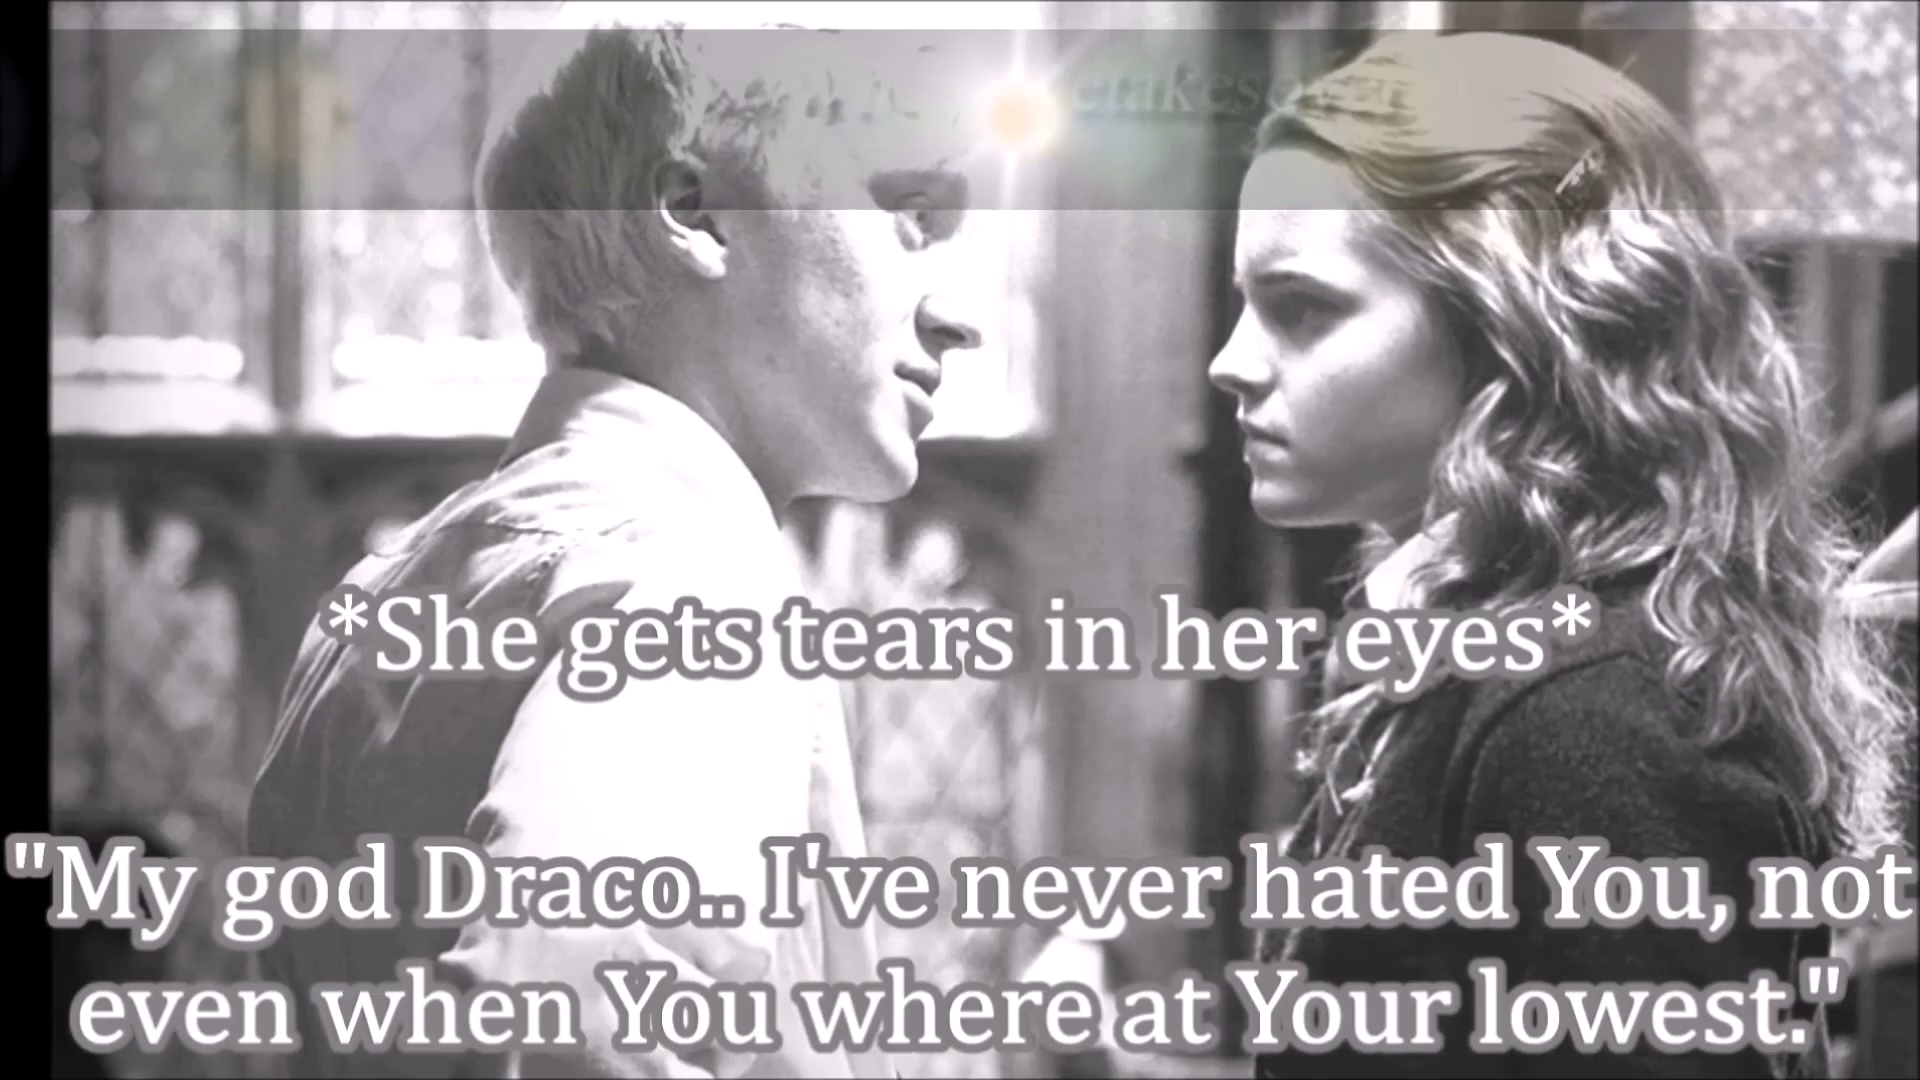 *She gets tears in her eyes*
"My god Draco.. I've never hated You, not
even when You where at Your lowest."